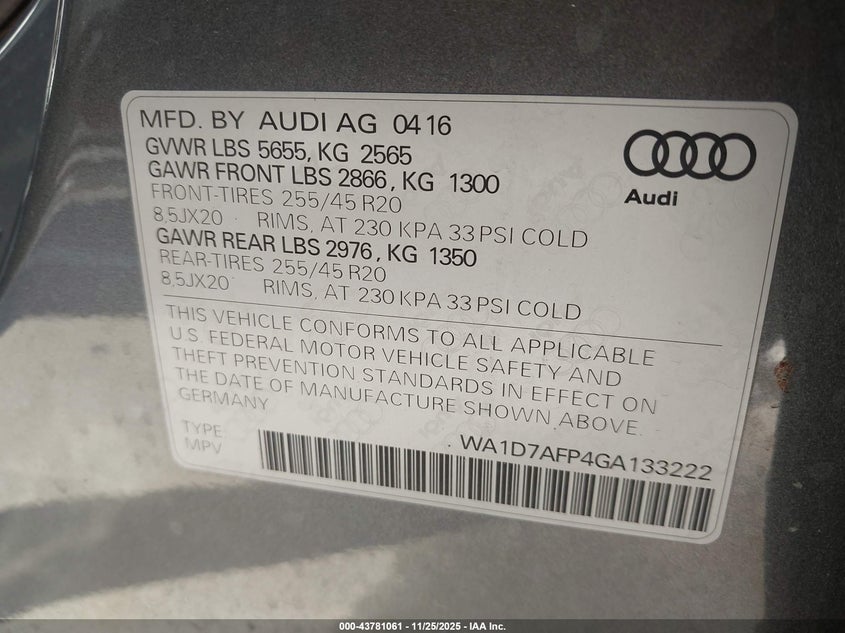 MFD. BY AUDI AG 04 16
GVWR LBS 5655, KG 2565
GAWR FRONT LBS 2866, KG 1300
FRONT-TIRES 255/45 R20
8,5JX20 RIMS, AT 230 KPA 33 PSI COLD
GAWR REAR LBS 2976, KG 1350
REAR-TIRES 255/45 R20
8,5JX20 RIMS, AT 230 KPA 33 PSI COLD
Audi
THIS VEHICLE CONFORMS TO ALL APPLICABLE
U.S. FEDERAL MOTOR VEHICLE SAFETY AND
THEFT PREVENTION STANDARDS IN EFFECT ON
THE DATE OF MANUFACTURE SHOWN ABOVE.
GERMANY
TYPE:
MPV
WA1D7AFP4GA133222
000-43781061 - 11/25/2025 - IAA Inc.